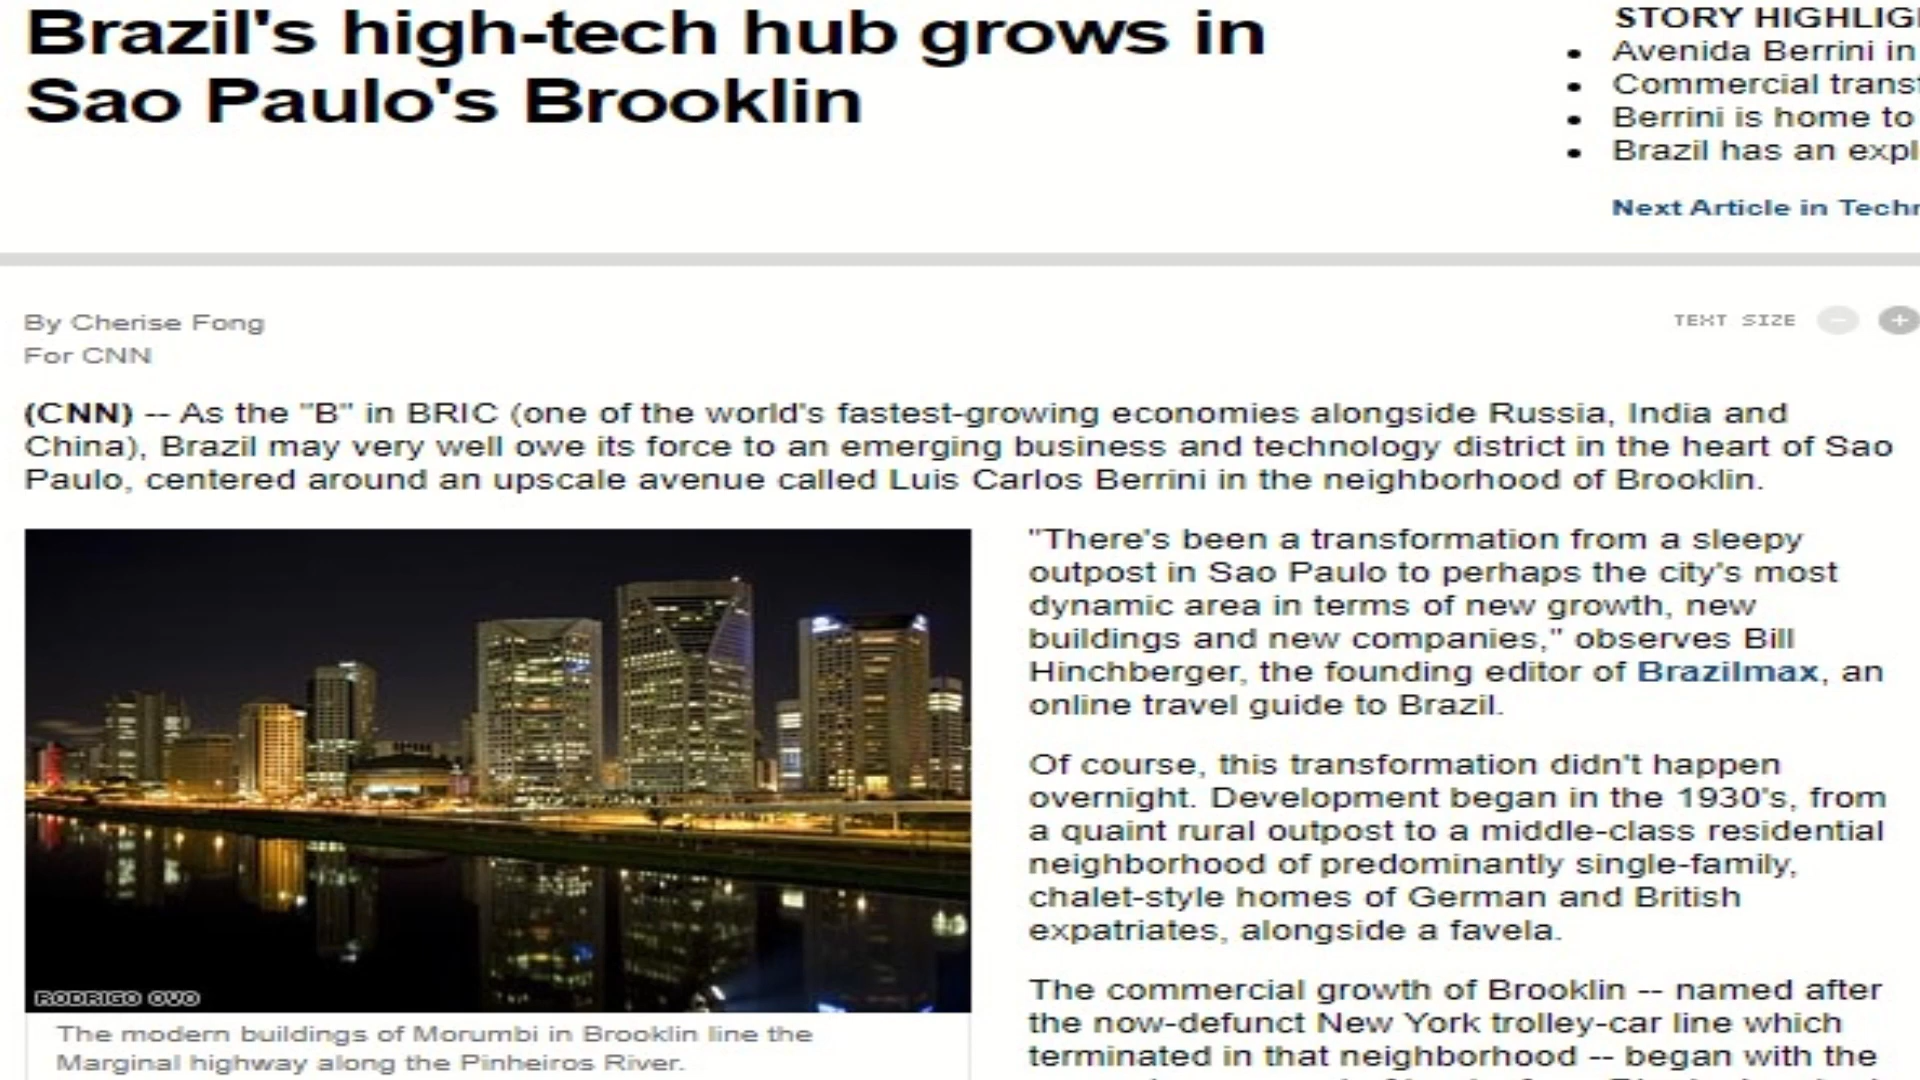 Brazil's high-tech hub grows in
Sao Paulo's Brooklin
STORY
Avenida Berrini in
Commercial
Berrini is home to
Brazil has an
Next Article in
By Cherise Fong
For CNN
TEXT SIZE
(CNN) -- As the "B" in BRIC (one of the world's fastest-growing economies alongside Russia, India and
China), Brazil may very well owe its force to an emerging business and technology district in the heart of Sao
Paulo, centered around an upscale avenue called Luis Carlos Berrini in the neighborhood of Brooklin.
"There's been a transformation from a sleepy
outpost in Sao Paulo to perhaps the city's most
dynamic area in terms of new growth, new
buildings and new companies," observes Bill
Hinchberger, the founding editor of Brazilmax, an
online travel guide to Brazil.
Of course, this transformation didn't happen
overnight. Development began in the 1930's, from
a quaint rural outpost to a middle-class residential
neighborhood of predominantly single-family,
chalet-style homes of German and British
expatriates, alongside a favela.
The commercial growth of Brooklin -- named after
the now-defunct New York trolley-car line which
terminated in that neighborhood -- began with the
RODRIGO OVO
The modern buildings of Morumbi in Brooklin line the
Marginal highway along the Pinheiros River.